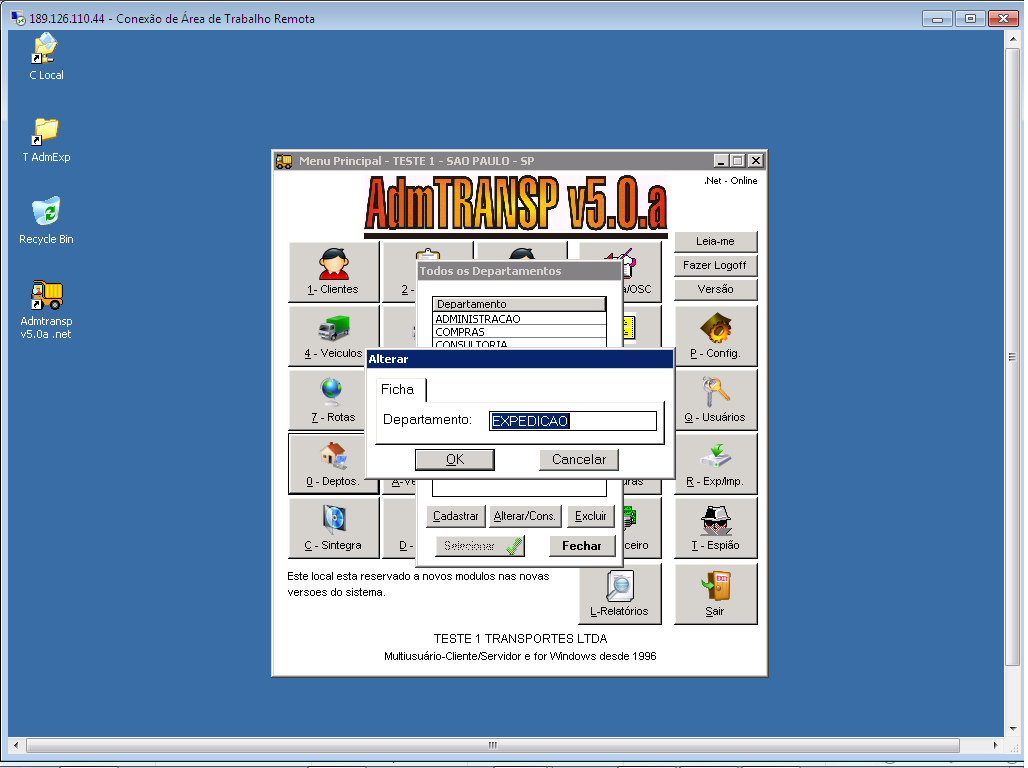 189.126.110.44 - Conexão de Área de Trabalho Remota
C Local
T AdmExp
Recycle Bin
Admtransp
v5.0a .net
Menu Principal - TESTE 1 - SAO PAULO - SP
AdmTRANSP v5.0.a
.Net - Online
Leia-me
Fazer Logoff
Versão
1- Clientes
2 -
/OSC
4 - Veiculos
P - Config.
7 - Rotas
Q - Usuários
0 - Deptos.
R - Exp/Imp.
C - Sintegra
D -
T - Espião
L-Relatórios
Sair
Todos os Departamentos
Departamento
ADMINISTRACAO
COMPRAS
CONSULTORIA
Alterar
Ficha
Departamento: EXPEDICAO
OK Cancelar
Cadastrar Alterar/Cons. Excluir
Selecionar Fechar
Este local esta reservado a novos modulos nas novas
versoes do sistema.
TESTE 1 TRANSPORTES LTDA
Multiusuário-Cliente/Servidor e for Windows desde 1996